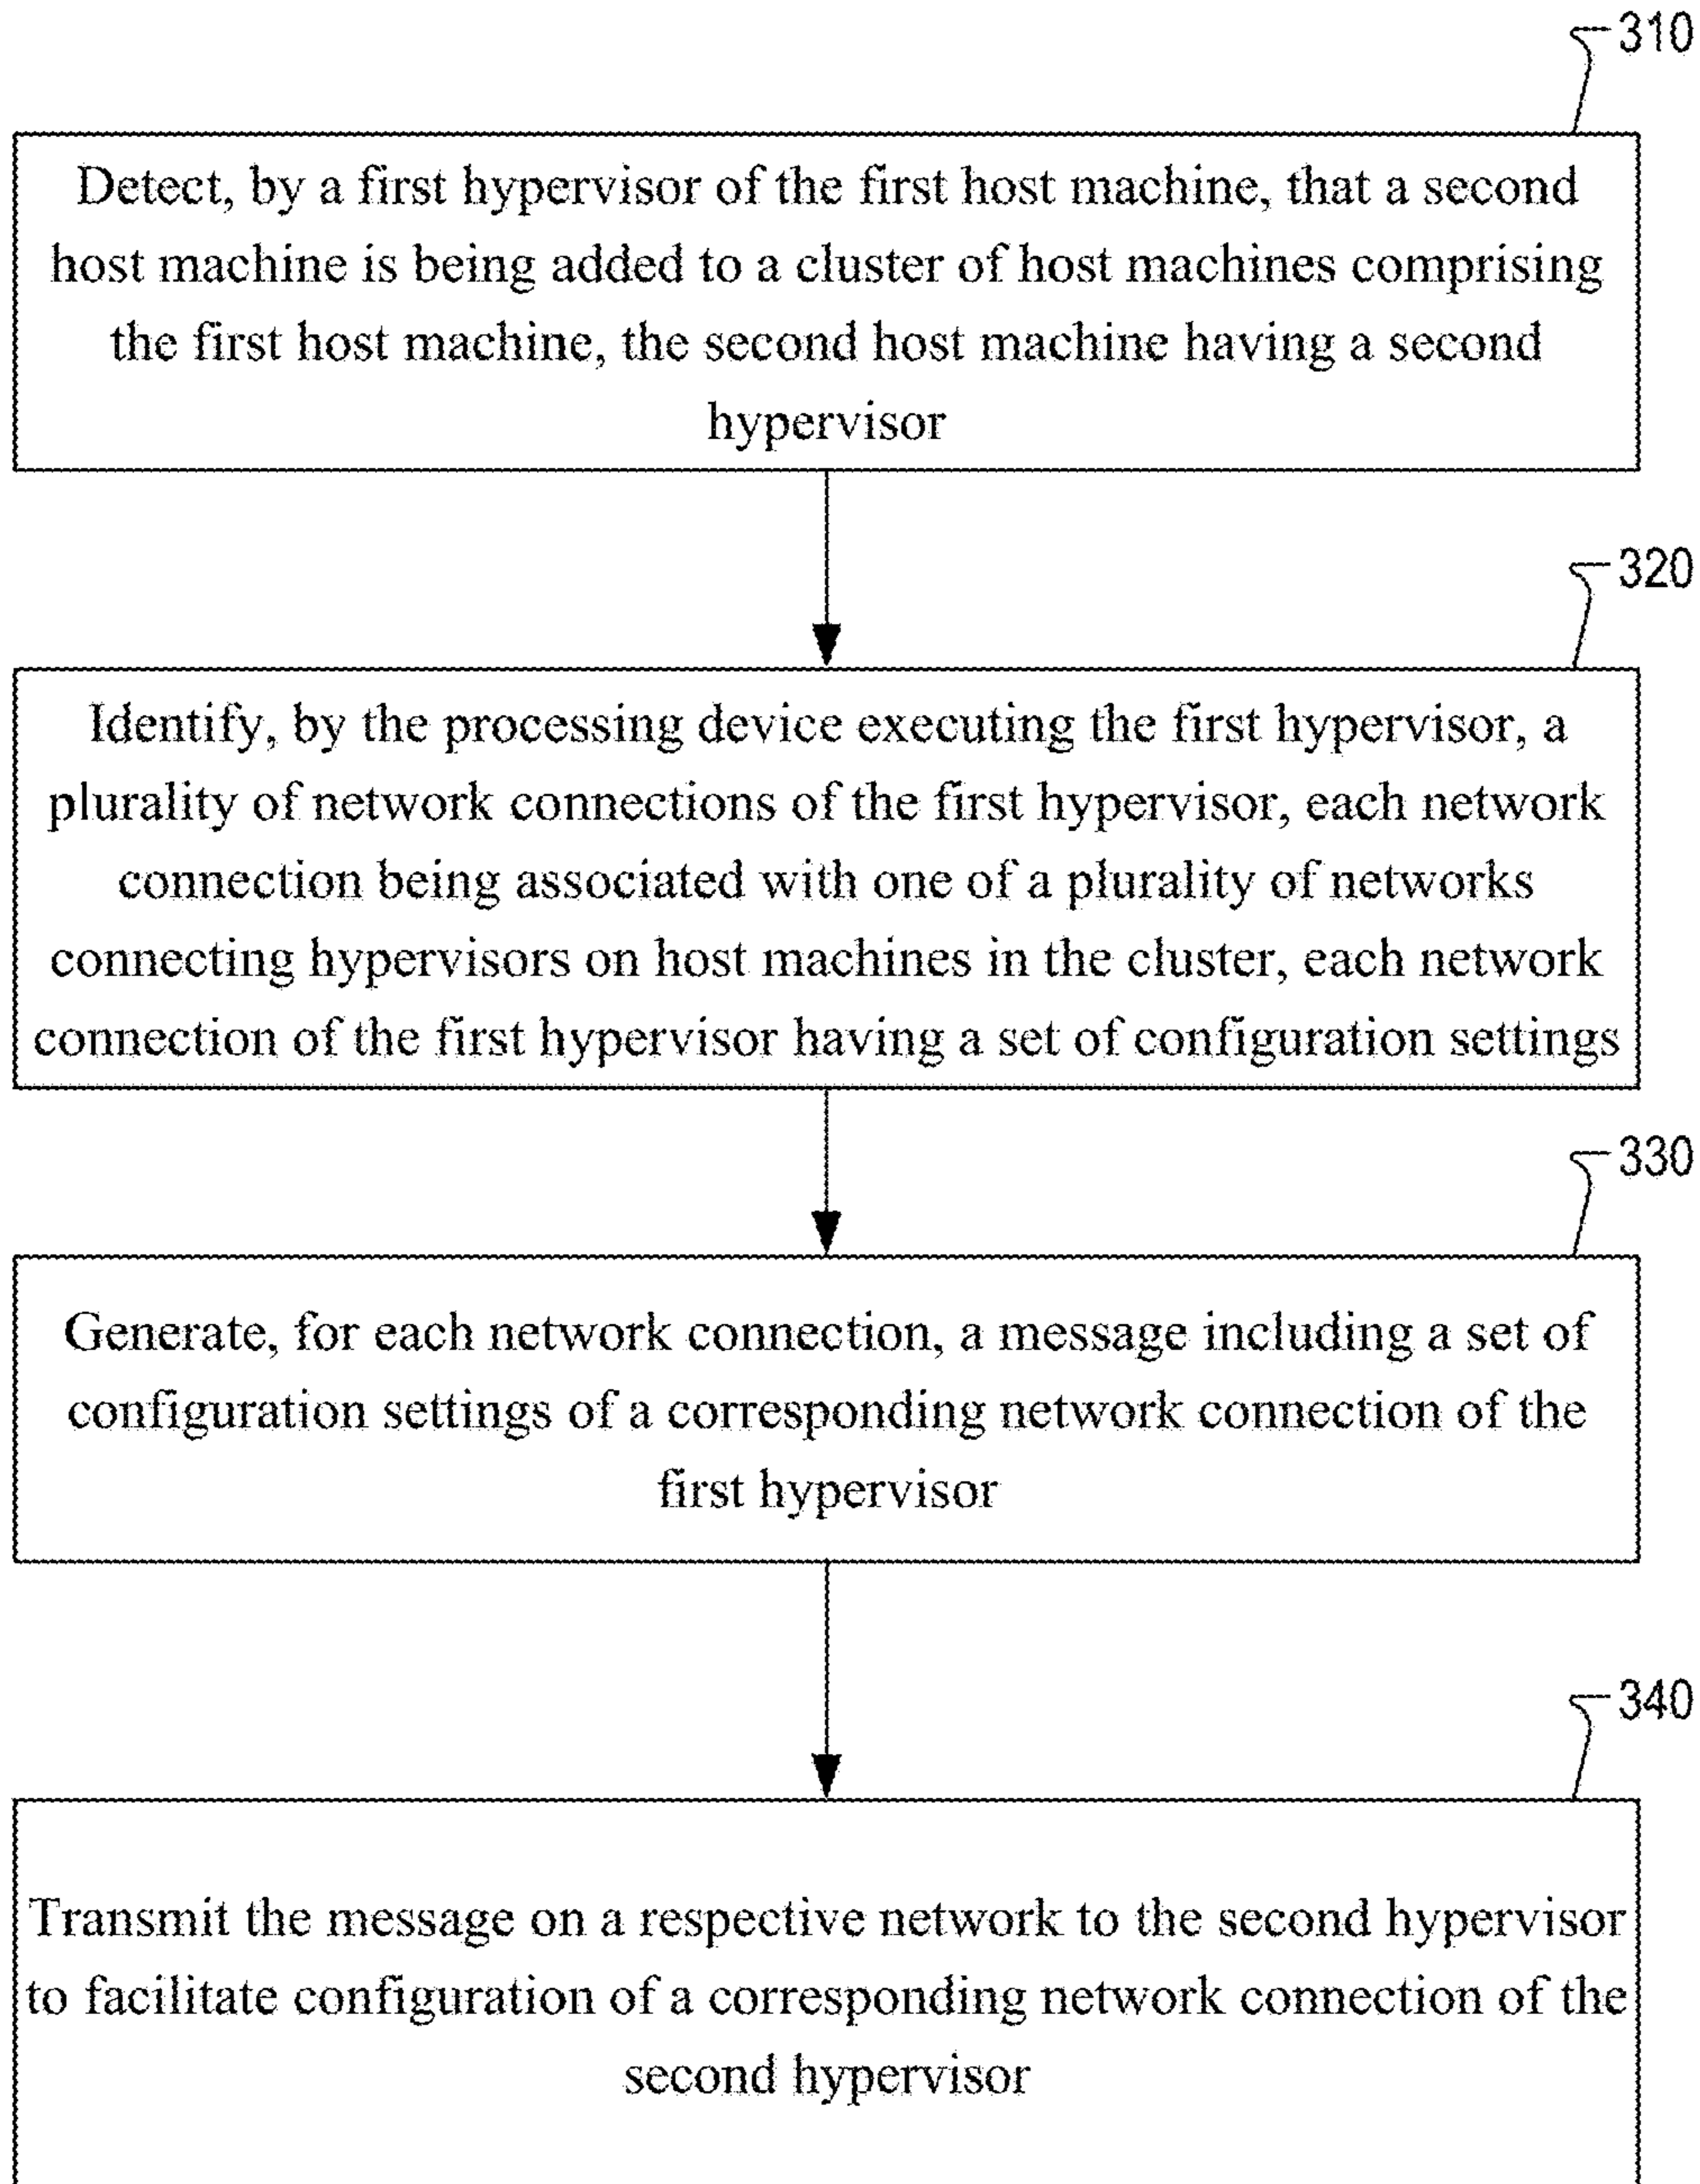 310
Detect, by a first hypervisor of the first host machine, that a second
host machine is being added to a cluster of host machines comprising
the first host machine, the second host machine having a second
hypervisor
320
Identify, by the processing device executing the first hypervisor, a
plurality of network connections of the first hypervisor, each network
connection being associated with one of a plurality of networks
connecting hypervisors on host machines in the cluster, each network
connection of the first hypervisor having a set of configuration settings
330
Generate, for each network connection, a message including a set of
configuration settings of a corresponding network connection of the
first hypervisor
340
Transmit the message on a respective network to the second hypervisor
to facilitate configuration of a corresponding network connection of the
second hypervisor